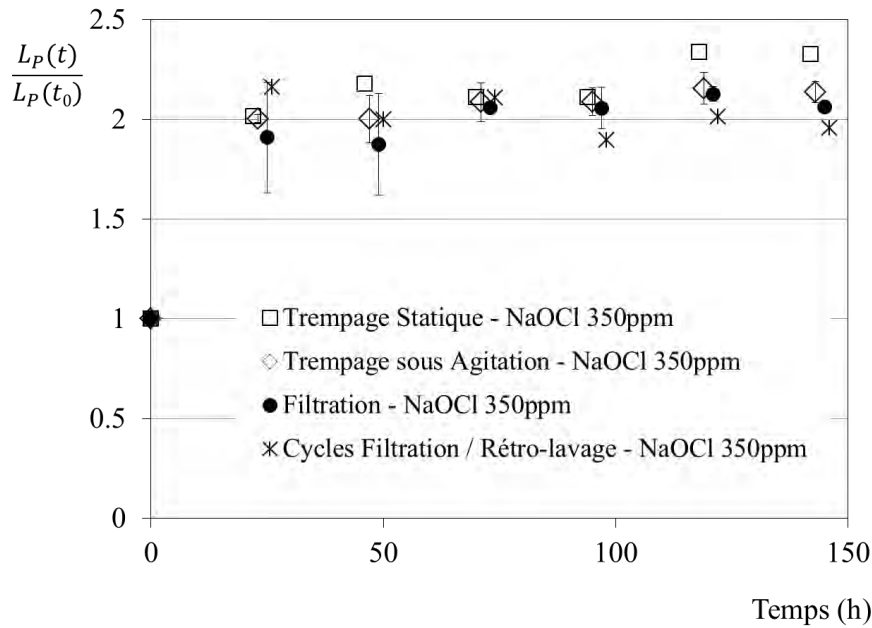 2.5
L_P(t)
L_P(t_0)
2
1.5
1
Trempage Statique - NaOCl 350ppm
Trempage sous Agitation - NaOCl 350ppm
0.5
Filtration - NaOCl 350ppm
Cycles Filtration / Rétro-lavage - NaOCl 350ppm
0
0 50 100 150
Temps (h)